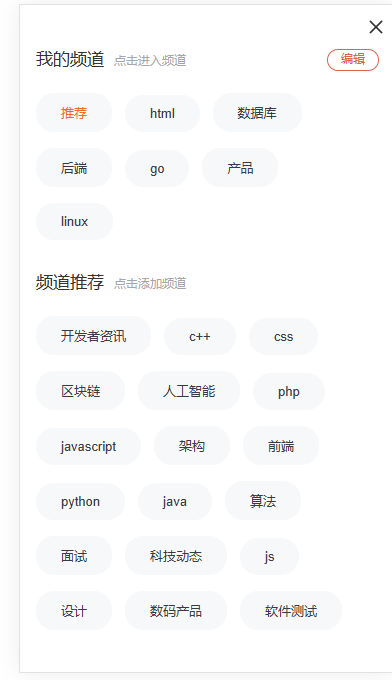 我的频道 点击进入频道 编辑
推荐 html 数据库
后端 go 产品
linux
频道推荐 点击添加频道
开发者资讯 c++ css
区块链 人工智能 php
javascript 架构 前端
python java 算法
面试 科技动态 js
设计 数码产品 软件测试